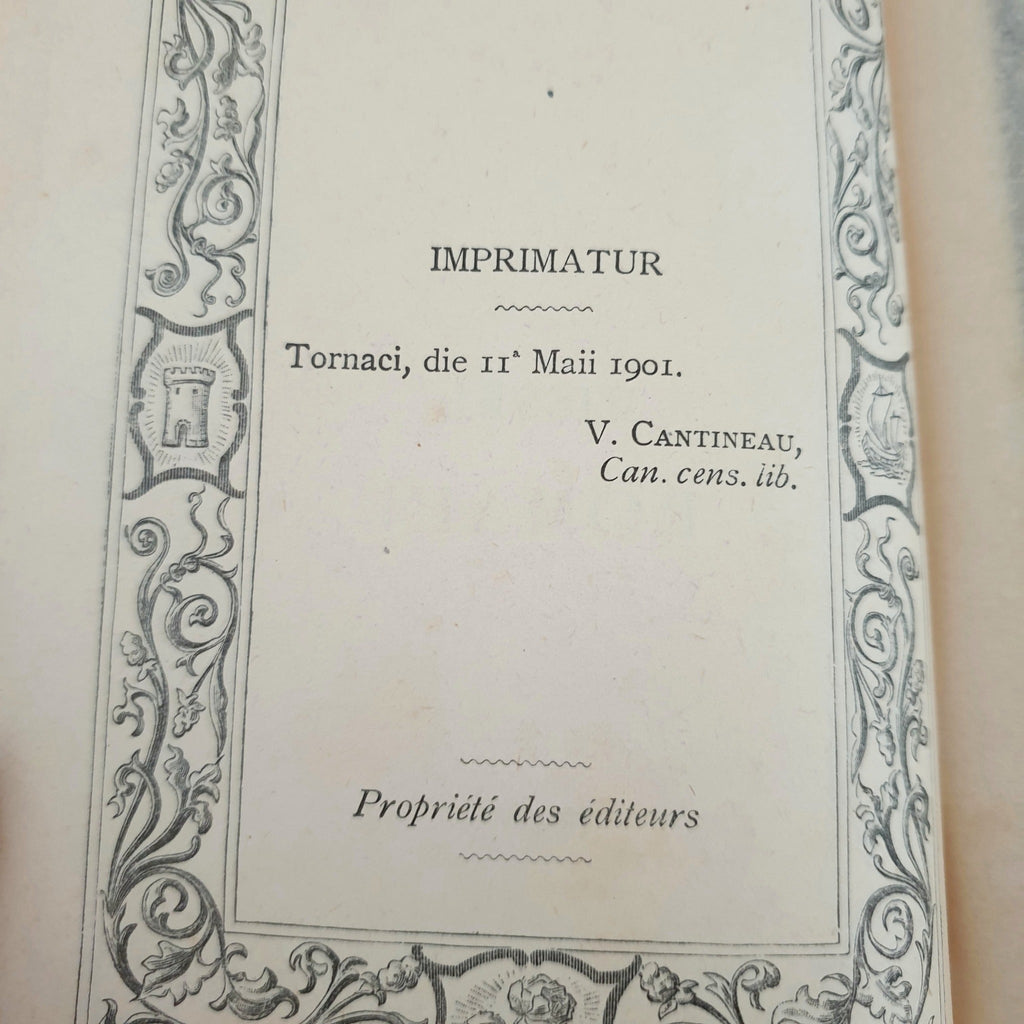 IMPRIMATUR
Tornaci, die 11ª Maii 1901.
V. CANTINEAU,
Can. cens. lib.
Propriété des éditeurs